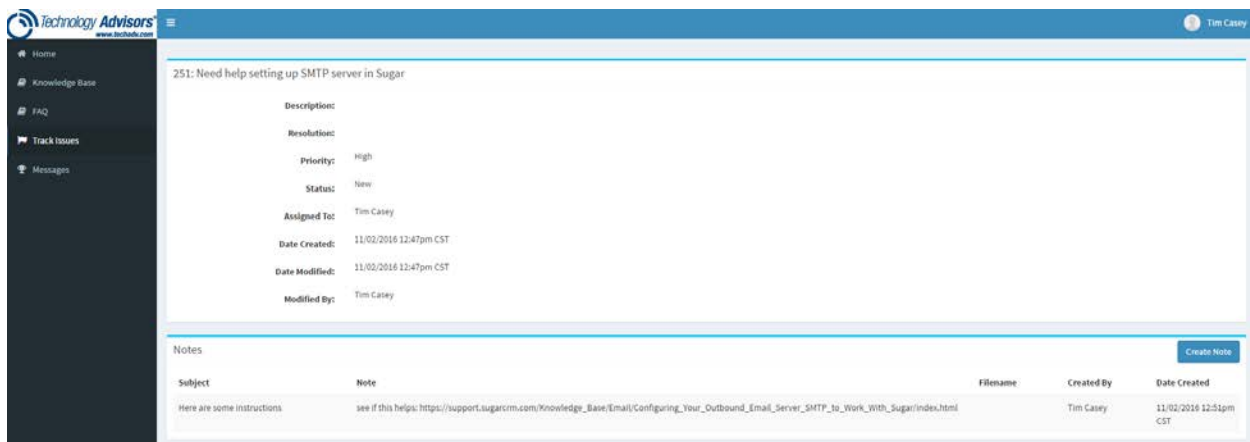 Technology Advisors
www.techadv.com
Tim Casey
Home
Knowledge Base
FAQ
Track Issues
Messages
251: Need help setting up SMTP server in Sugar
Description:
Resolution:
Priority: High
Status: New
Assigned To: Tim Casey
Date Created: 11/02/2016 12:47pm CST
Date Modified: 11/02/2016 12:47pm CST
Modified By: Tim Casey
Notes
Create Note
Subject Note Filename Created By Date Created
Here are some instructions see if this helps: https://support.sugarcrm.com/Knowledge_Base/Email/Configuring_Your_Outbound_Email_Server_SMTP_to_Work_With_Sugar/index.html Tim Casey 11/02/2016 12:51pm
CST